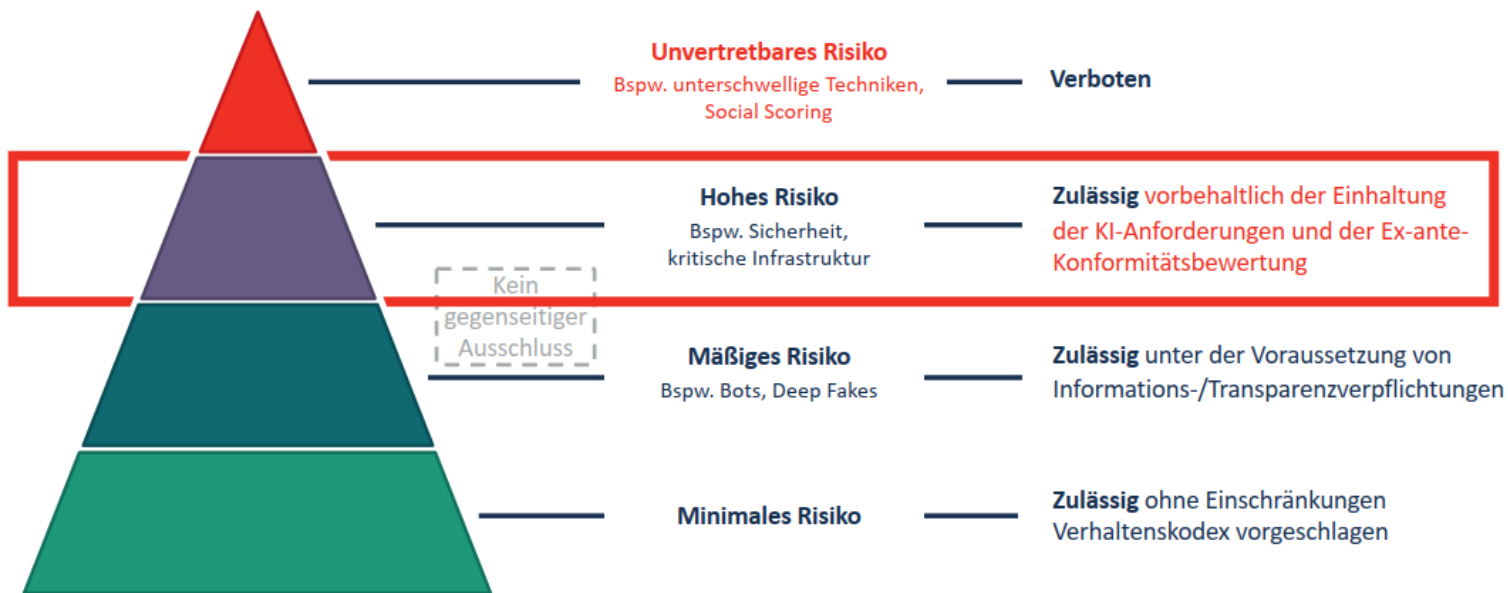 Unvertretbares Risiko
Bspw. unterschwellige Techniken,
Social Scoring
Verboten
Hohes Risiko
Bspw. Sicherheit,
kritische Infrastruktur
Zulässig vorbehaltlich der Einhaltung
der KI-Anforderungen und der Ex-ante-
Konformitätsbewertung
Kein
gegenseitiger
Ausschluss
Mäßiges Risiko
Bspw. Bots, Deep Fakes
Zulässig unter der Voraussetzung von
Informations-/Transparenzverpflichtungen
Minimales Risiko
Zulässig ohne Einschränkungen
Verhaltenskodex vorgeschlagen